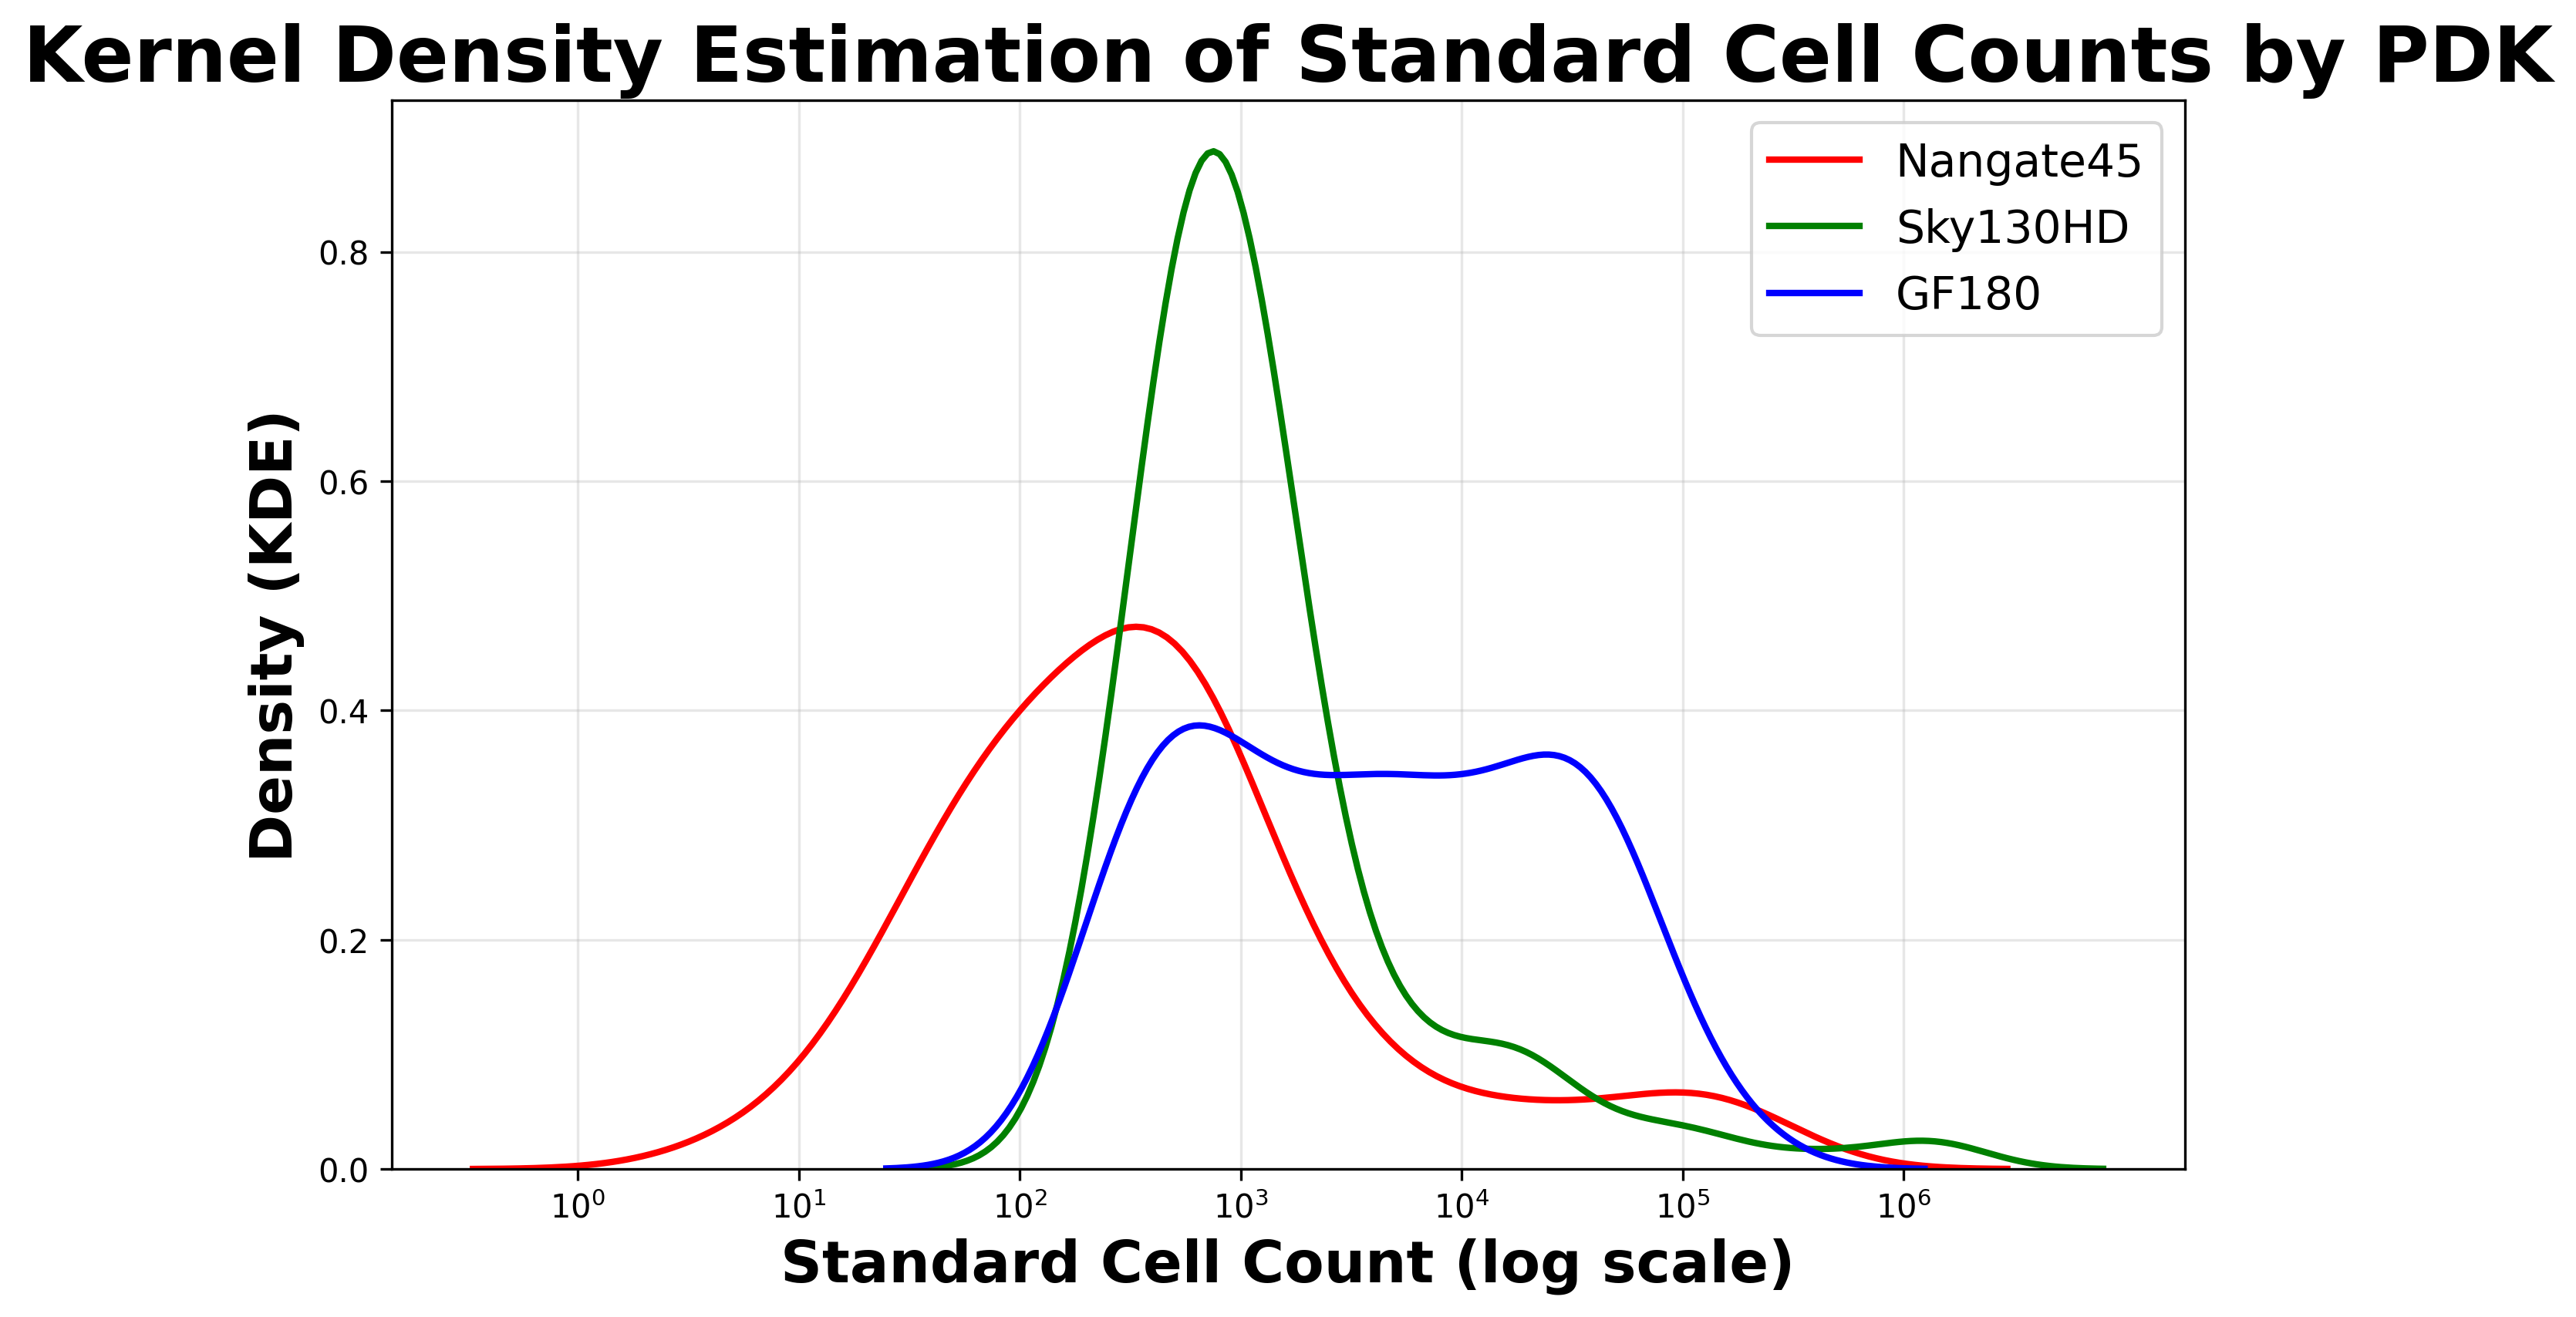 Kernel Density Estimation of Standard Cell Counts by PDK
Nangate45
Sky130HD
GF180
Density (KDE)
0.8
0.6
0.4
0.2
0.0
10⁰ 10¹ 10² 10³ 10⁴ 10⁵ 10⁶
Standard Cell Count (log scale)